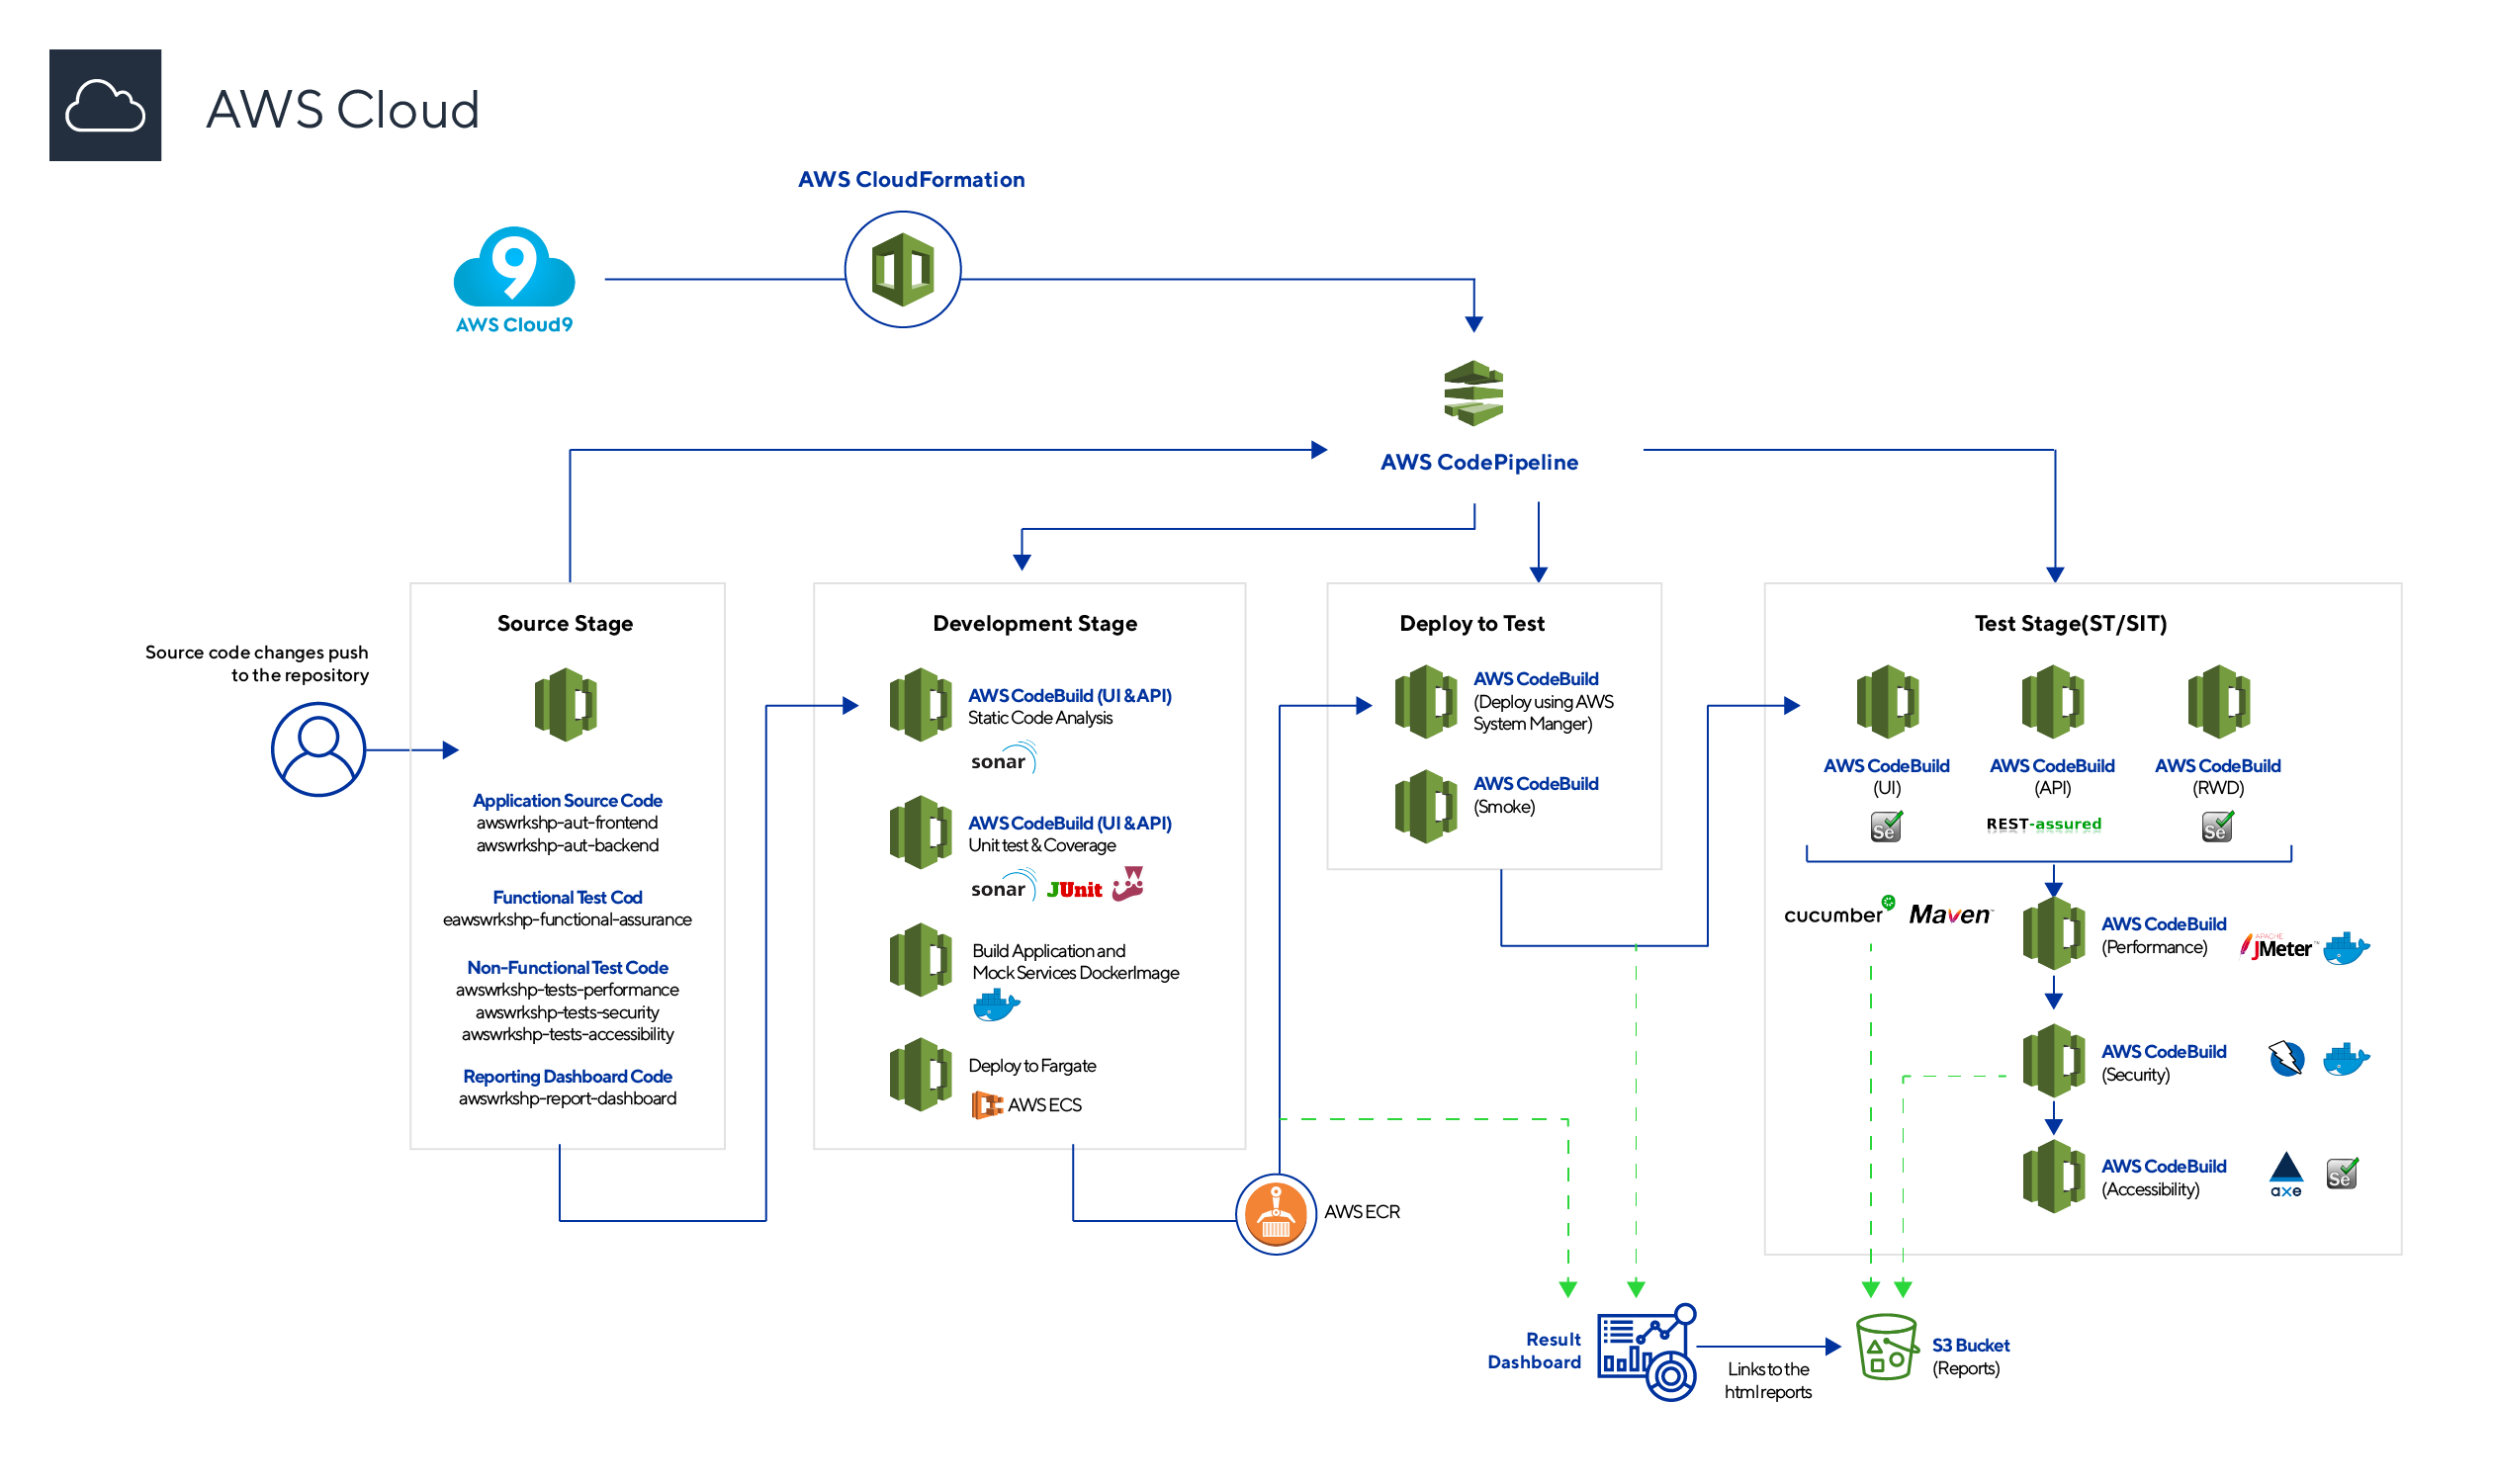 AWS Cloud
AWS CloudFormation
9
AWS Cloud9
AWS CodePipeline
Source code changes push
to the repository
Source Stage
Application Source Code
awswrkshp-aut-frontend
awswrkshp-aut-backend
Functional Test Cod
eawswrkshp-functional-assurance
Non-Functional Test Code
awswrkshp-tests-performance
awswrkshp-tests-security
awswrkshp-tests-accessibility
Reporting Dashboard Code
awswrkshp-report-dashboard
Development Stage
AWS CodeBuild (UI & API)
Static Code Analysis
sonar
AWS CodeBuild (UI & API)
Unit test & Coverage
sonar
JUnit
Build Application and
Mock Services DockerImage
Deploy to Fargate
AWS ECS
AWS ECR
Deploy to Test
AWS CodeBuild
(Deploy using AWS
System Manger)
AWS CodeBuild
(Smoke)
Test Stage(ST/SIT)
AWS CodeBuild
(UI)
Se
AWS CodeBuild
(API)
REST-assured
AWS CodeBuild
(RWD)
Se
cucumber
Maven™
AWS CodeBuild
(Performance)
APACHE
JMeter™
AWS CodeBuild
(Security)
AWS CodeBuild
(Accessibility)
axe
Se
Result
Dashboard
Links to the
html reports
S3 Bucket
(Reports)